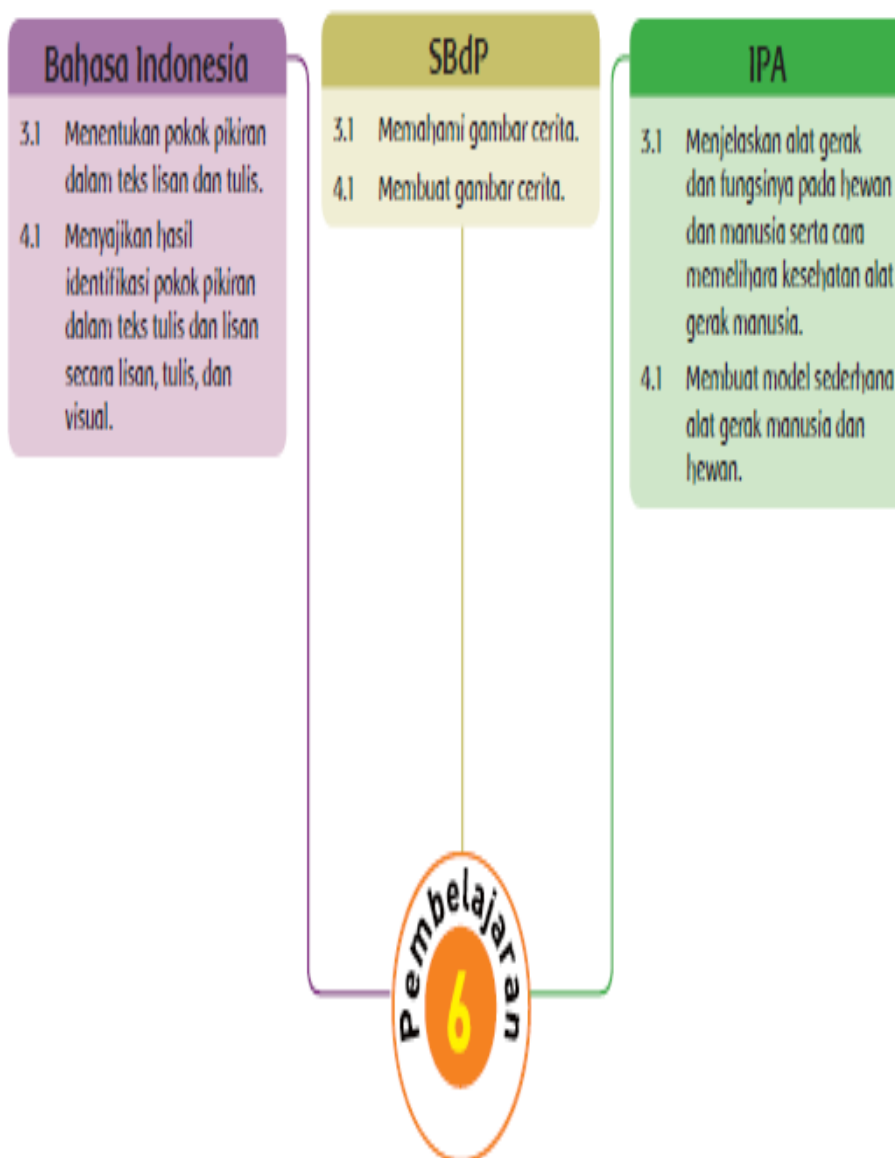 Bahasa Indonesia
3.1 Menentukan pokok pikiran
dalam teks lisan dan tulis.
4.1 Menyajikan hasil
identifikasi pokok pikiran
dalam teks tulis dan lisan
secara lisan, tulis, dan
visual.
SBdP
3.1 Memahami gambar cerita.
4.1 Membuat gambar cerita.
IPA
3.1 Menjelaskan alat gerak
dan fungsinya pada hewan
dan manusia serta cara
memelihara kesehatan alat
gerak manusia.
4.1 Membuat model sederhana
alat gerak manusia dan
hewan.
Pembelajaran
6